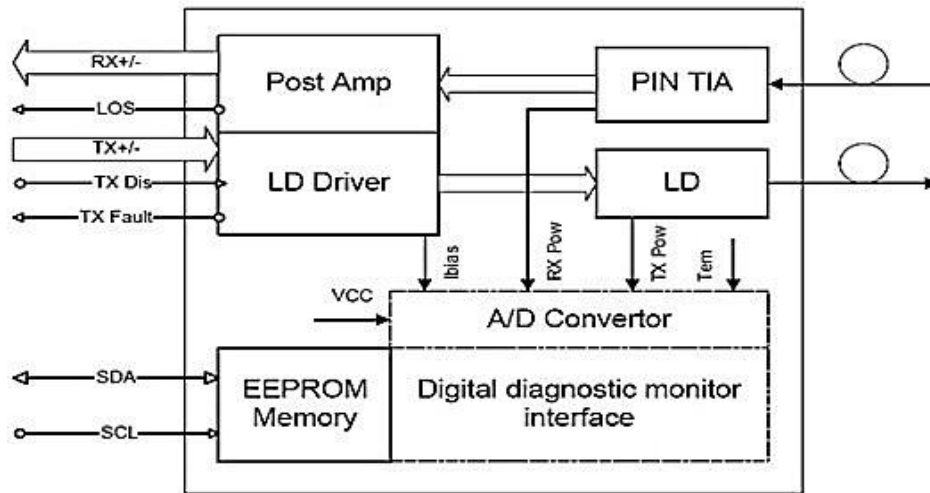 RX+/-
LOS
TX+/-
TX Dis
TX Fault
Post Amp
LD Driver
PIN TIA
LD
Ibias
RX Pow
TX Pow
Tem
VCC
A/D Convertor
SDA
SCL
EEPROM
Memory
Digital diagnostic monitor
interface